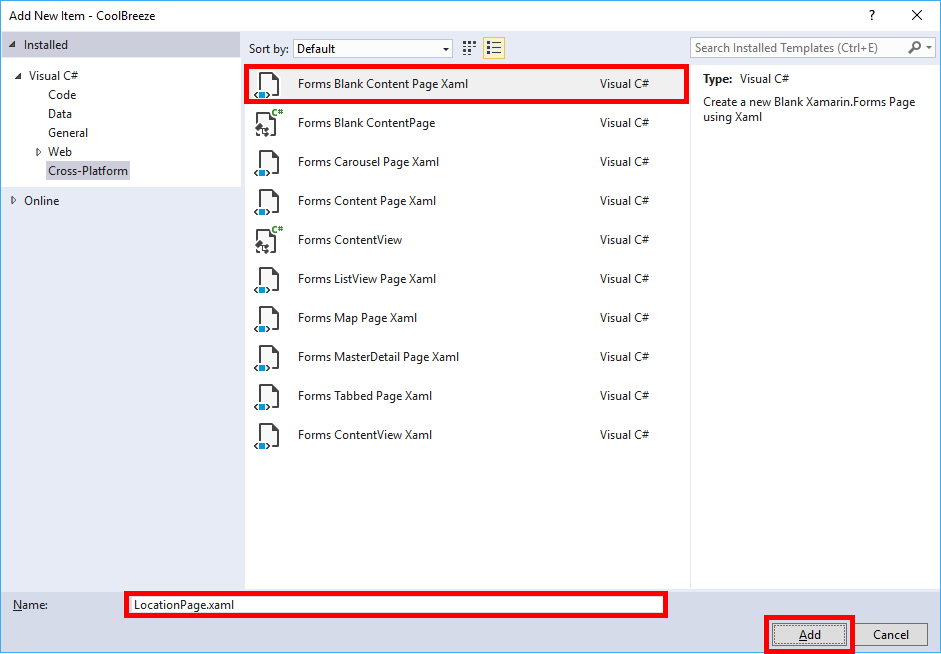 Add New Item - CoolBreeze
?
Installed
Sort by: Default
Search Installed Templates (Ctrl+E)
Visual C#
Code
Data
General
Web
Cross-Platform
Online
Forms Blank Content Page Xaml Visual C#
C# Forms Blank ContentPage Visual C#
Forms Carousel Page Xaml Visual C#
Forms Content Page Xaml Visual C#
C# Forms ContentView Visual C#
Forms ListView Page Xaml Visual C#
Forms Map Page Xaml Visual C#
Forms MasterDetail Page Xaml Visual C#
Forms Tabbed Page Xaml Visual C#
Forms ContentView Xaml Visual C#
Type: Visual C#
Create a new Blank Xamarin.Forms Page
using Xaml
Name: LocationPage.xaml
Add Cancel